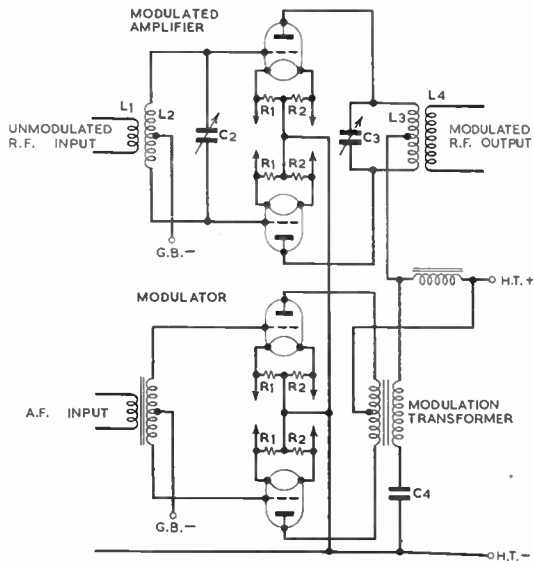 MODULATED
AMPLIFIER
L1
L2
C2
R1
R2
R1
R2
C3
L3
L4
UNMODULATED
R.F. INPUT
MODULATED
R.F. OUTPUT
G.B.-
H.T.+
MODULATOR
R1
R2
R1
R2
A.F. INPUT
MODULATION
TRANSFORMER
C4
G.B.-
H.T.-